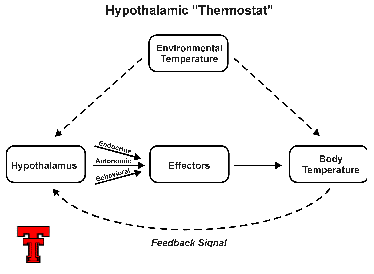 Hypothalamic "Thermostat"
Environmental
Temperature
Hypothalamus
Endocrine
Autonomic
Behavioral
Effectors
Body
Temperature
Feedback Signal